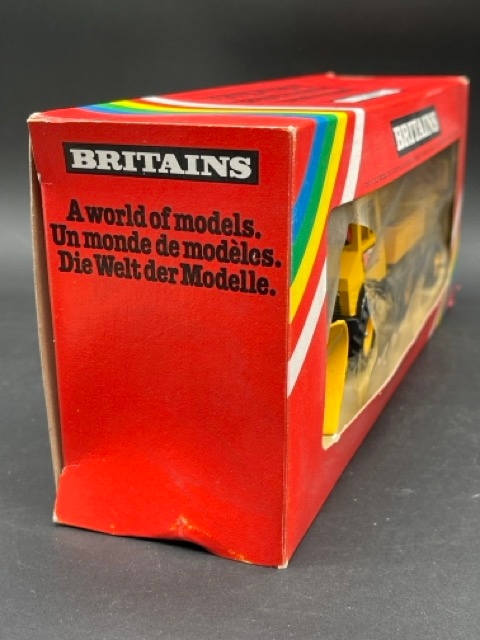 BRITAINS
A world of models.
Un monde de modèles.
Die Welt der Modelle.
BRITAINS